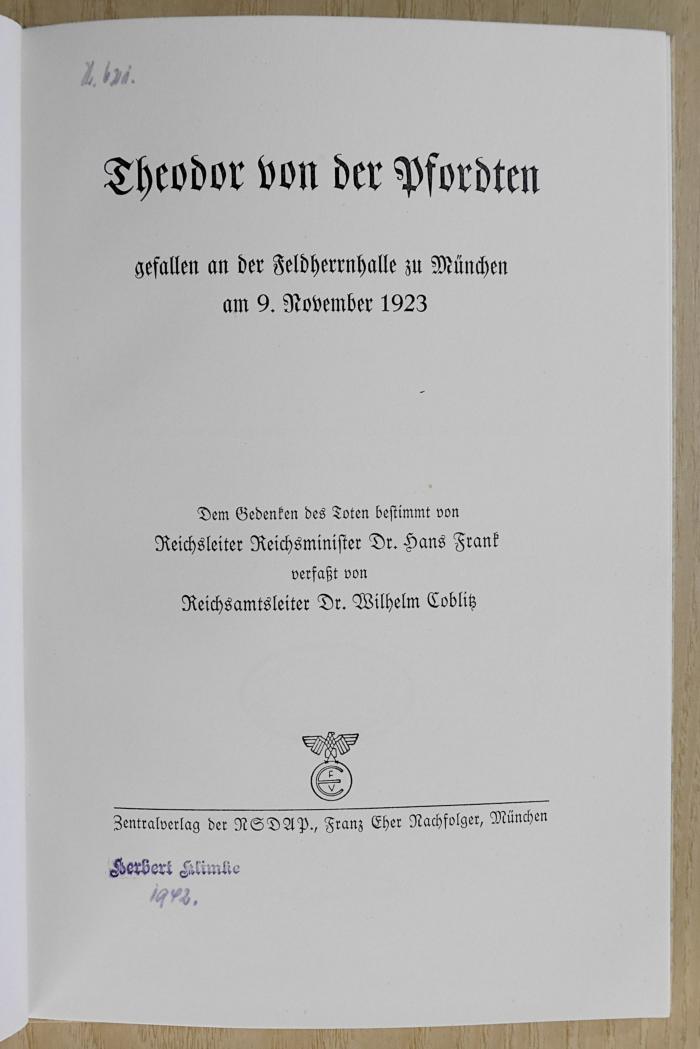 Theodor von der Pfordten
gefallen an der Feldherrnhalle zu München
am 9. November 1923
Dem Gedenken des Toten bestimmt von
Reichsleiter Reichsminister Dr. Hans Frank
verfaßt von
Reichsamtsleiter Dr. Wilhelm Coblitz
F
E
V
Zentralverlag der NSDAP., Franz Eher Nachfolger, München
Herbert Klimke
1942.